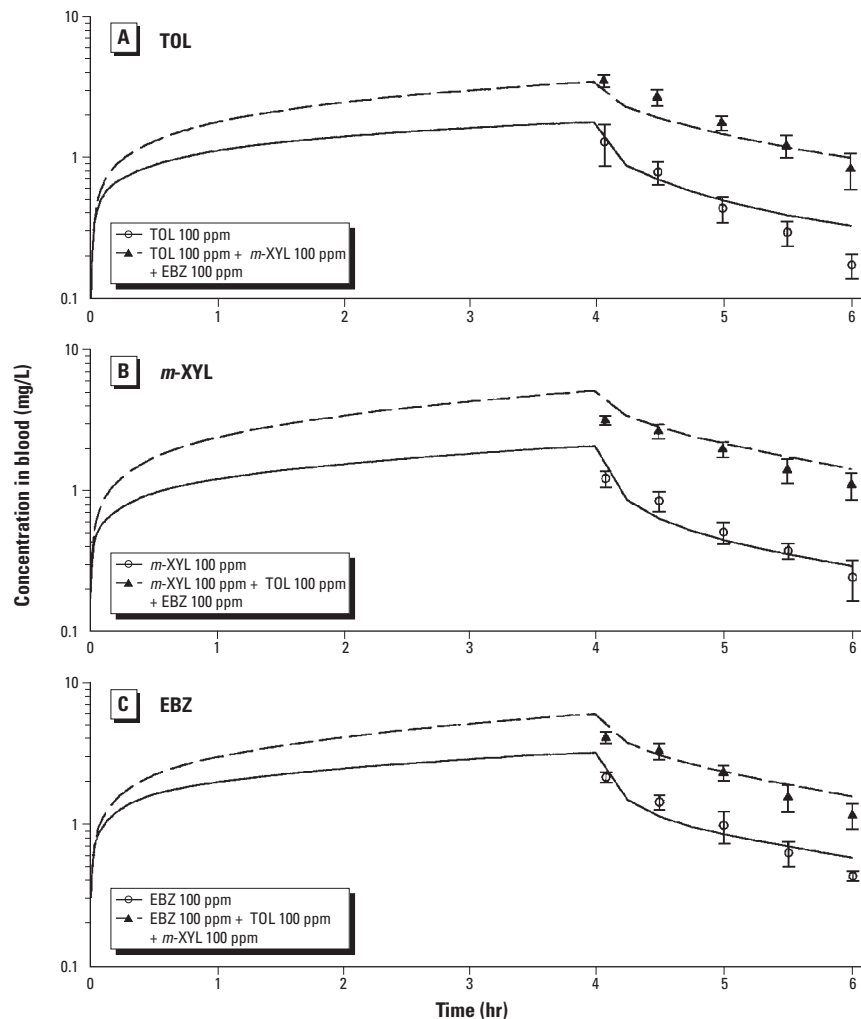 A TOL
10
1
0.1
TOL 100 ppm
TOL 100 ppm + m-XYL 100 ppm
+ EBZ 100 ppm
0 1 2 3 4 5 6
B m-XYL
10
1
0.1
m-XYL 100 ppm
m-XYL 100 ppm + TOL 100 ppm
+ EBZ 100 ppm
0 1 2 3 4 5 6
Concentration in blood (mg/L)
C EBZ
10
1
0.1
EBZ 100 ppm
EBZ 100 ppm + TOL 100 ppm
+ m-XYL 100 ppm
0 1 2 3 4 5 6
Time (hr)